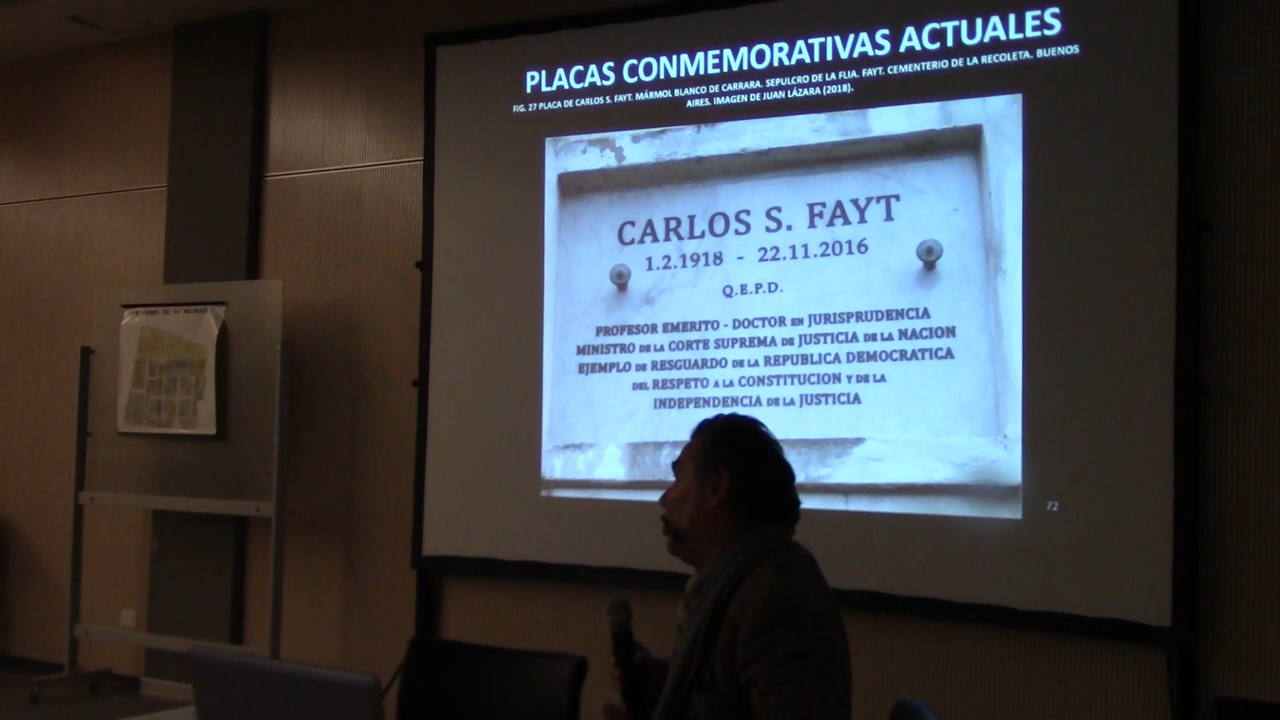 PLACAS CONMEMORATIVAS ACTUALES
FIG. 27 PLACA DE CARLOS S. FAYT. MÁRMOL BLANCO DE CARRARA. SEPULCRO DE LA FLIA. FAYT. CEMENTERIO DE LA RECOLETA. BUENOS
AIRES. IMAGEN DE JUAN LÁZARA (2018).
CARLOS S. FAYT
1.2.1918 - 22.11.2016
Q.E.P.D.
PROFESOR EMERITO - DOCTOR EN JURISPRUDENCIA
MINISTRO DE LA CORTE SUPREMA DE JUSTICIA DE LA NACION
EJEMPLO DE RESGUARDO DE LA REPUBLICA DEMOCRATICA
DEL RESPETO A LA CONSTITUCION Y DE LA
INDEPENDENCIA DE LA JUSTICIA
72